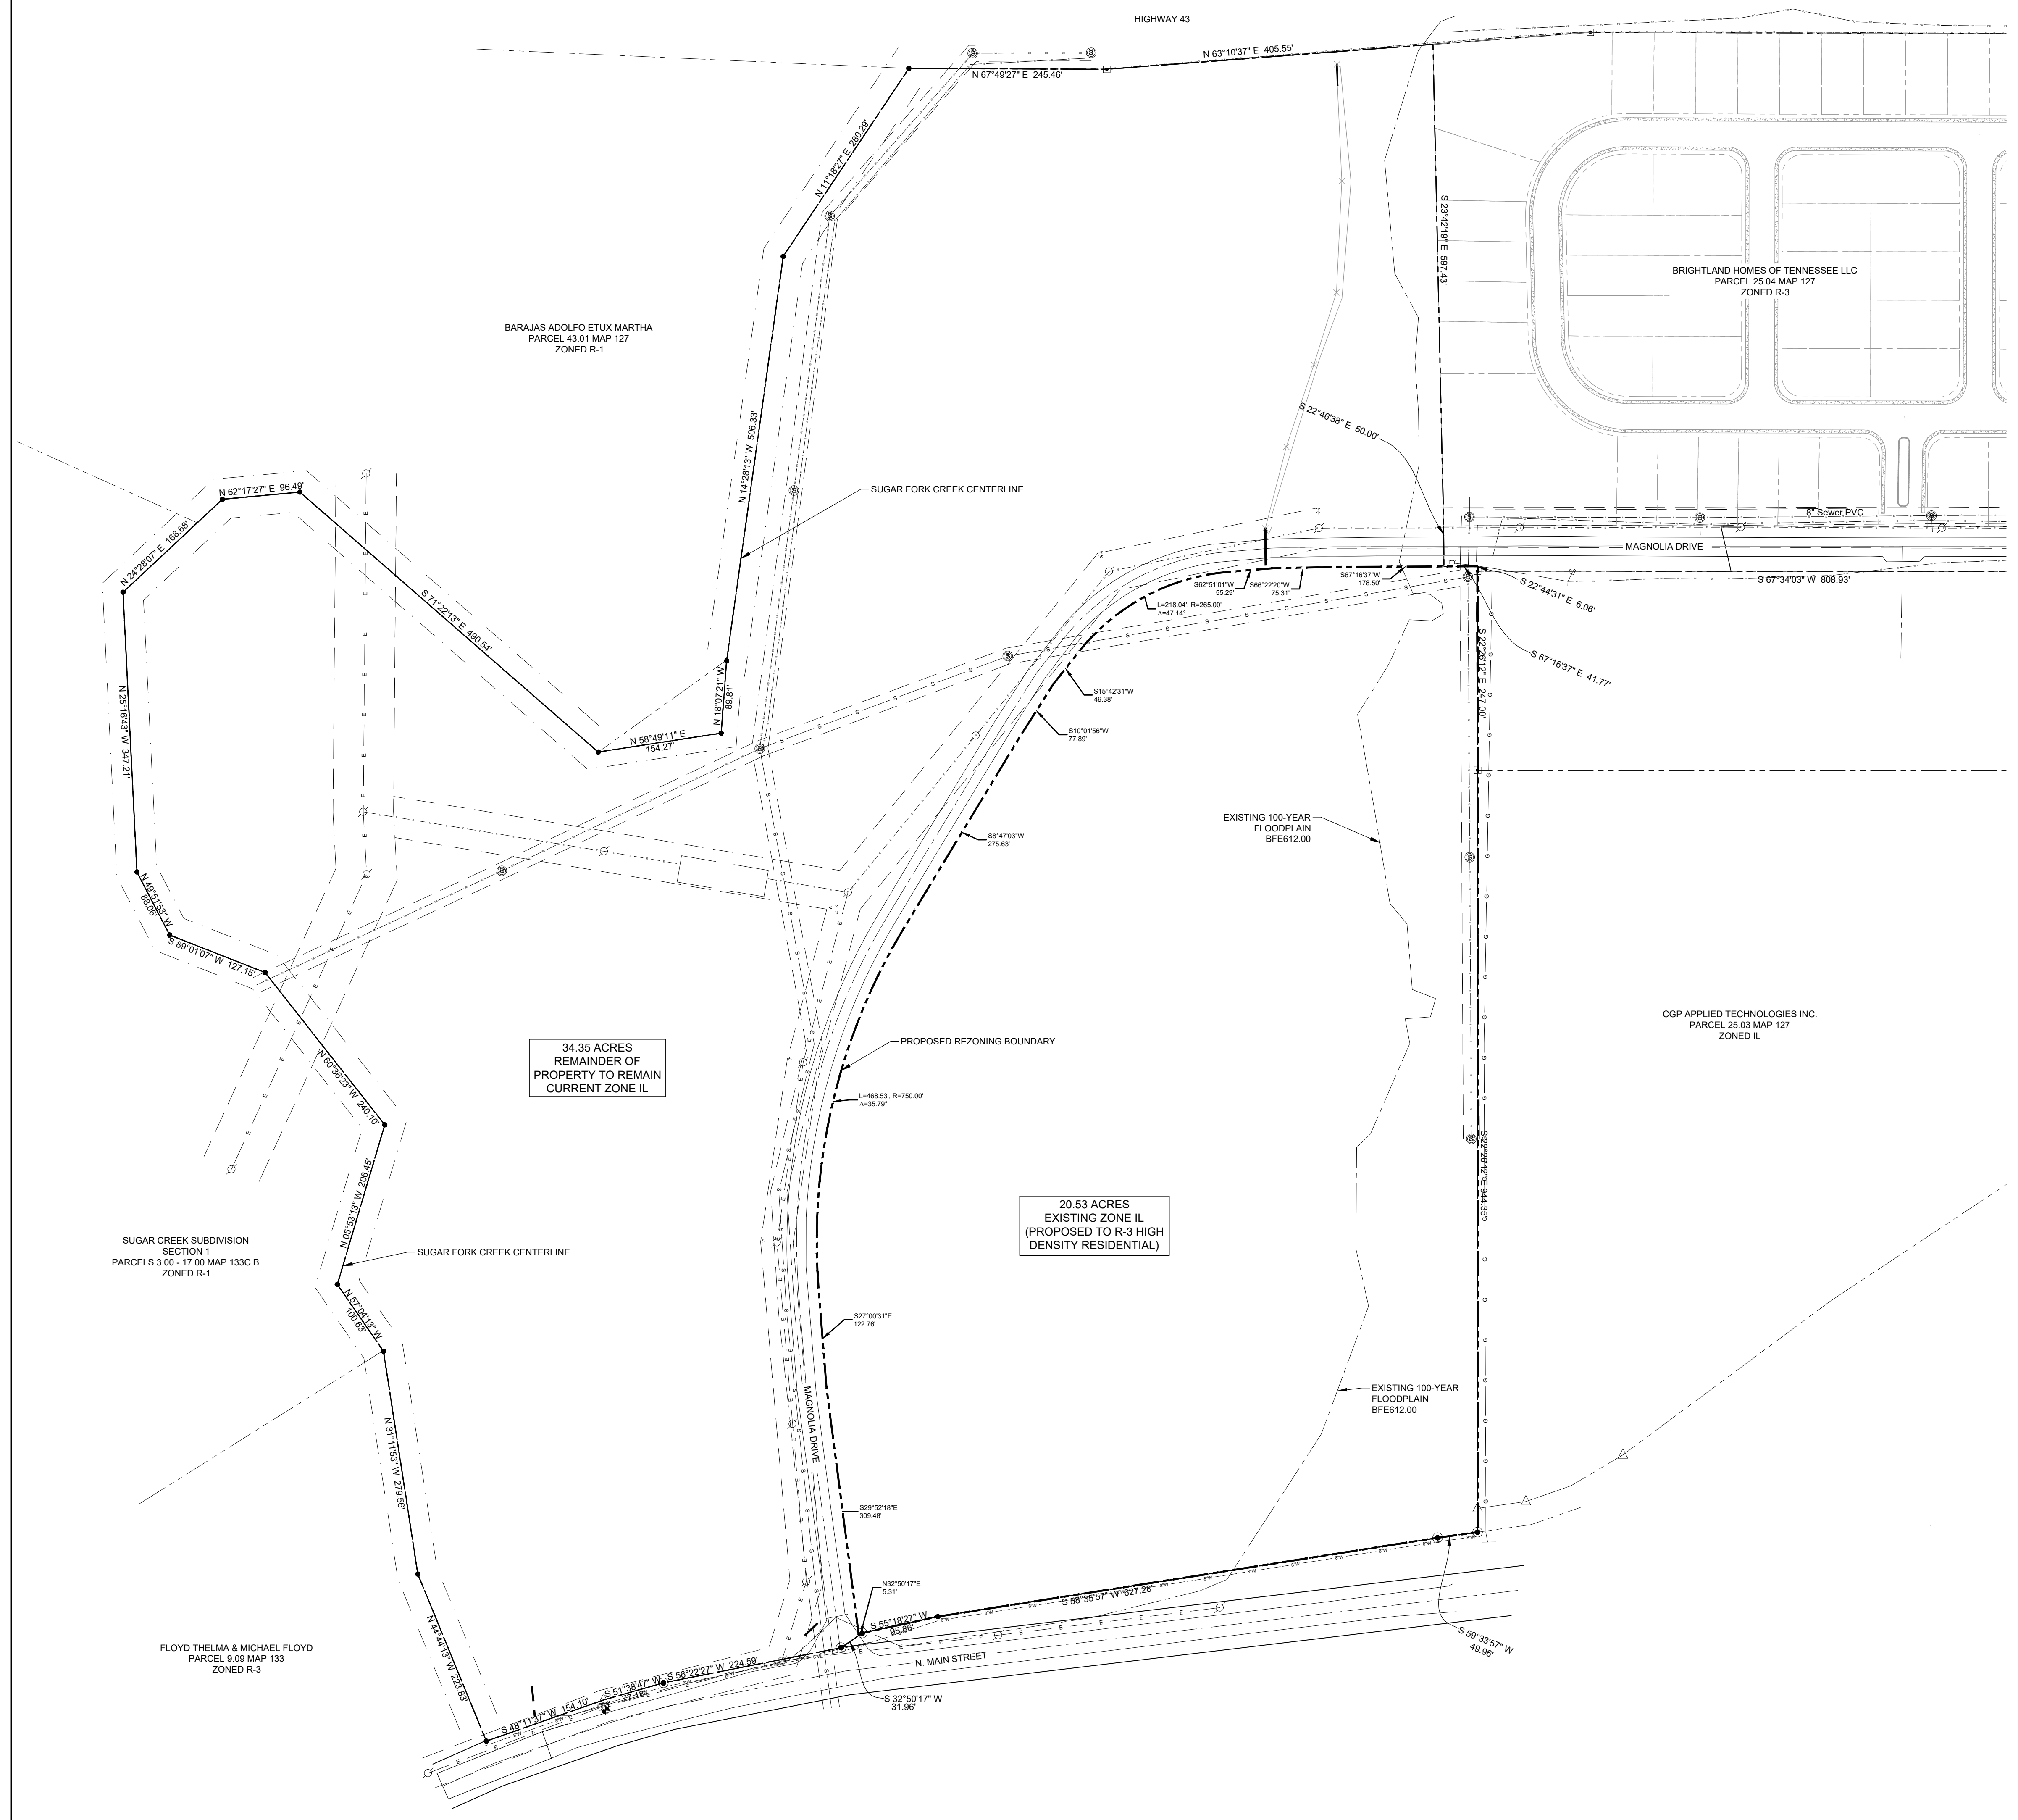 HIGHWAY 43
N 63°10'37" E 405.55'
N 67°49'27" E 245.46'
N 11°18'27" E 280.29'
S 23°42'19" E 597.43'
BRIGHTLAND HOMES OF TENNESSEE LLC
PARCEL 25.04 MAP 127
ZONED R-3
BARAJAS ADOLFO ETUX MARTHA
PARCEL 43.01 MAP 127
ZONED R-1
S 22°46'38" E 50.00'
N 14°28'13" W 506.33'
SUGAR FORK CREEK CENTERLINE
N 62°17'27" E 96.49'
N 24°28'07" E 168.68'
8" Sewer PVC
MAGNOLIA DRIVE
S67°16'37"W
178.50'
S62°51'01"W
55.29'
S66°22'20"W
75.31'
S 67°34'03" W 808.93'
S 22°44'31" E 6.06'
L=218.04', R=265.00'
Δ=47.14°
S 71°22'13" E 490.54'
S 67°16'37" E 41.77'
S 22°26'12" E 247.00'
N 25°16'43" W 347.21'
N 18°07'21" W
89.81'
N 58°49'11" E
154.27'
S15°42'31"W
49.38'
S10°01'56"W
77.89'
S8°47'03"W
275.63'
EXISTING 100-YEAR
FLOODPLAIN
BFE612.00
N 49°51'53" W
88.06'
S 89°01'07" W 127.15'
CGP APPLIED TECHNOLOGIES INC.
PARCEL 25.03 MAP 127
ZONED IL
34.35 ACRES
REMAINDER OF
PROPERTY TO REMAIN
CURRENT ZONE IL
PROPOSED REZONING BOUNDARY
N 60°36'23" W 240.10'
L=468.53', R=750.00'
Δ=35.79°
S 22°26'12" E 944.35'
N 05°53'13" W 206.45'
20.53 ACRES
EXISTING ZONE IL
(PROPOSED TO R-3 HIGH
DENSITY RESIDENTIAL)
SUGAR CREEK SUBDIVISION
SECTION 1
PARCELS 3.00 - 17.00 MAP 133C B
ZONED R-1
SUGAR FORK CREEK CENTERLINE
N 57°04'13" W
100.63'
S27°00'31"E
122.76'
EXISTING 100-YEAR
FLOODPLAIN
BFE612.00
MAGNOLIA DRIVE
N 31°11'53" W 279.56'
S29°52'18"E
309.48'
N32°50'17"E
5.31'
S 58°35'57" W 627.28'
S 55°18'27" W
95.86'
S 59°33'57" W
49.96'
FLOYD THELMA & MICHAEL FLOYD
PARCEL 9.09 MAP 133
ZONED R-3
N 44°44'13" W 223.83'
N. MAIN STREET
S 56°22'27" W 224.59'
S 51°38'47" W
77.18'
S 48°11'37" W 154.10'
S 32°50'17" W
31.96'